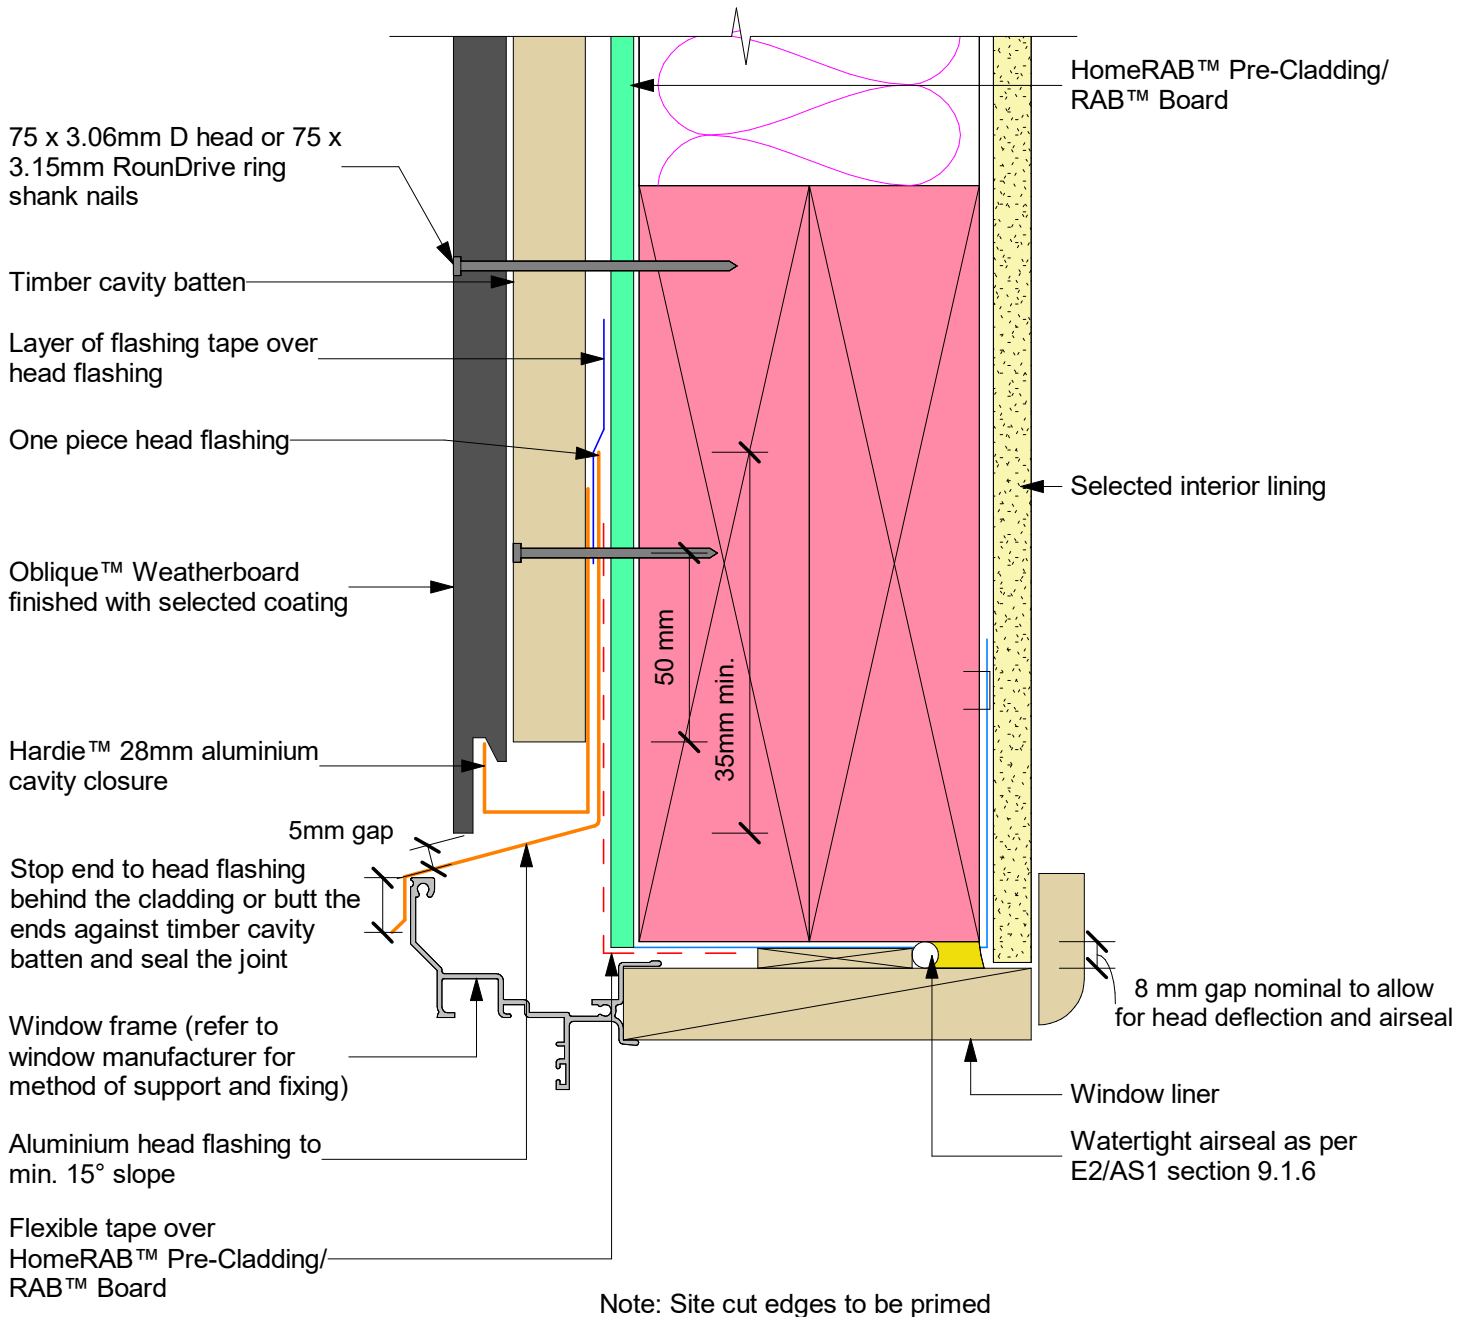 75 x 3.06mm D head or 75 x
3.15mm RounDrive ring
shank nails
Timber cavity batten
Layer of flashing tape over
head flashing
One piece head flashing
Oblique™ Weatherboard
finished with selected coating
Hardie™ 28mm aluminium
cavity closure
5mm gap
Stop end to head flashing
behind the cladding or butt the
ends against timber cavity
batten and seal the joint
Window frame (refer to
window manufacturer for
method of support and fixing)
Aluminium head flashing to
min. 15° slope
Flexible tape over
HomeRAB™ Pre-Cladding/
RAB™ Board
50 mm
35mm min.
HomeRAB™ Pre-Cladding/
RAB™ Board
Selected interior lining
8 mm gap nominal to allow
for head deflection and airseal
Window liner
Watertight airseal as per
E2/AS1 section 9.1.6
Note: Site cut edges to be primed